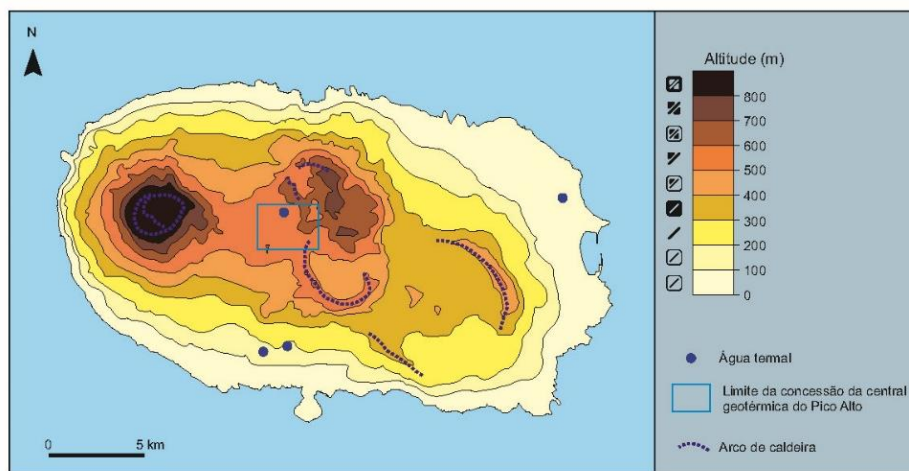 N
0
5 km
Altitude (m)
800
700
600
500
400
300
200
100
0
Água termal
Limite da concessão da central
geotérmica do Pico Alto
Arco de caldeira